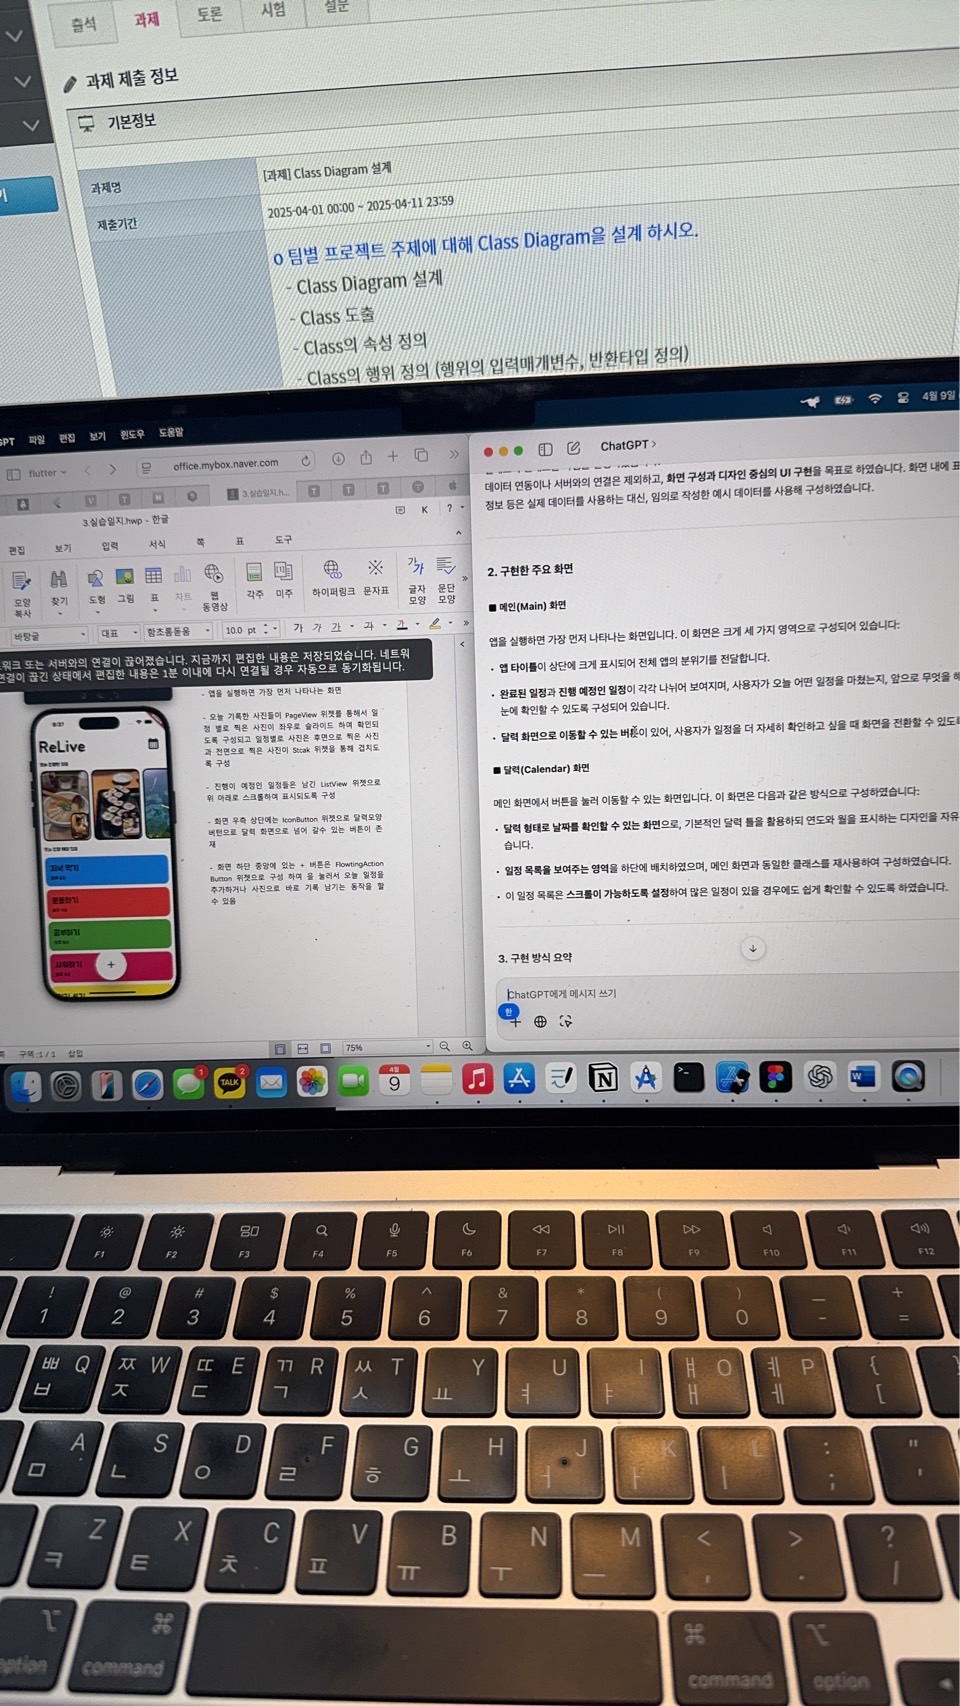 출석
과제
토론
시험
설문
과제 제출 정보
기본정보
과제명
[과제] Class Diagram 설계
제출기간
2025-04-01 00:00 ~ 2025-04-11 23:59
o 팀별 프로젝트 주제에 대해 Class Diagram을 설계 하시오.
- Class Diagram 설계
- Class 도출
- Class의 속성 정의
- Class의 행위 정의 (행위의 입력매개변수, 반환타입 정의)
파일 편집 보기 윈도우 도움말
4월 9일
flutter
office.mybox.naver.com
3.실습일지.h...
3.실습일지.hwp - 한글
K ?
편집 보기 입력 서식 쪽 표 도구
모양 복사
찾기
도형
그림
표
차트
웹 동영상
각주
미주
하이퍼링크
문자표
글자 모양
문단 모양
바탕글
대표
함초롬돋움
10.0 pt
가 가 가 가 가
워크 또는 서버와의 연결이 끊어졌습니다. 지금까지 편집한 내용은 저장되었습니다. 네트워
연결이 끊긴 상태에서 편집한 내용은 1분 이내에 다시 연결될 경우 자동으로 동기화됩니다.
ReLive
공부하기
+
- 앱을 실행하면 가장 먼저 나타나는 화면
- 오늘 기록한 사진들이 PageView 위젯를 통해서 일
정 별로 찍은 사진이 좌우로 슬라이드 하여 확인되
도록 구성되고 일정별로 사진은 후면으로 찍은 사진
과 전면으로 찍은 사진이 Stcak 위젯을 통해 겹치도
록 구성
- 진행이 예정인 일정들은 남긴 ListView 위젯으로
위 아래로 스크롤하여 표시되도록 구성
- 화면 우측 상단에는 IconButton 위젯으로 달력모양
버턴으로 달력 화면으로 넘어 갈수 있는 버튼이 존
재
- 화면 하단 중앙에 있는 + 버튼은 FlowtingAction
Button 위젯으로 구성 하여 을 눌러서 오늘 일정을
추가하거나 사진으로 바로 기록 남기는 동작을 할
수 있음
구역:1/1 삽입
75%
ChatGPT
데이터 연동이나 서버와의 연결은 제외하고, 화면 구성과 디자인 중심의 UI 구현을 목표로 하였습니다. 화면 내에 표
정보 등은 실제 데이터를 사용하는 대신, 임의로 작성한 예시 데이터를 사용해 구성하였습니다.
2. 구현한 주요 화면
■ 메인(Main) 화면
앱을 실행하면 가장 먼저 나타나는 화면입니다. 이 화면은 크게 세 가지 영역으로 구성되어 있습니다:
• 앱 타이틀이 상단에 크게 표시되어 전체 앱의 분위기를 전달합니다.
• 완료된 일정과 진행 예정인 일정이 각각 나뉘어 보여지며, 사용자가 오늘 어떤 일정을 마쳤는지, 앞으로 무엇을 해
눈에 확인할 수 있도록 구성되어 있습니다.
• 달력 화면으로 이동할 수 있는 버튼이 있어, 사용자가 일정을 더 자세히 확인하고 싶을 때 화면을 전환할 수 있도록
■ 달력(Calendar) 화면
메인 화면에서 버튼을 눌러 이동할 수 있는 화면입니다. 이 화면은 다음과 같은 방식으로 구성하였습니다:
• 달력 형태로 날짜를 확인할 수 있는 화면으로, 기본적인 달력 틀을 활용하되 연도와 월을 표시하는 디자인을 자유
습니다.
• 일정 목록을 보여주는 영역을 하단에 배치하였으며, 메인 화면과 동일한 클래스를 재사용하여 구성하였습니다.
• 이 일정 목록은 스크롤이 가능하도록 설정하여 많은 일정이 있을 경우에도 쉽게 확인할 수 있도록 하였습니다.
3. 구현 방식 요약
ChatGPT에게 메시지 쓰기
한
1
TALK
2
4월
9
N
W
F1 F2 F3 F4 F5 F6 F7 F8 F9 F10 F11 F12
! @ # $ % ^ & * ( ) _ +
1 2 3 4 5 6 7 8 9 0 - =
ㅃ Q ㅉ W ㄸ E ㄲ R ㅆ T Y U I ㅒ O ㅖ P {
ㅂ ㅈ ㄷ ㄱ ㅅ ㅛ ㅕ ㅑ ㅐ ㅔ [
A S D F G H J K L : "
ㅁ ㄴ ㅇ ㄹ ㅎ ㅗ ㅓ ㅏ ㅣ ; '
Z X C V B N M < > ?
ㅋ ㅌ ㅊ ㅍ ㅠ ㅜ ㅡ , . /
option command command option